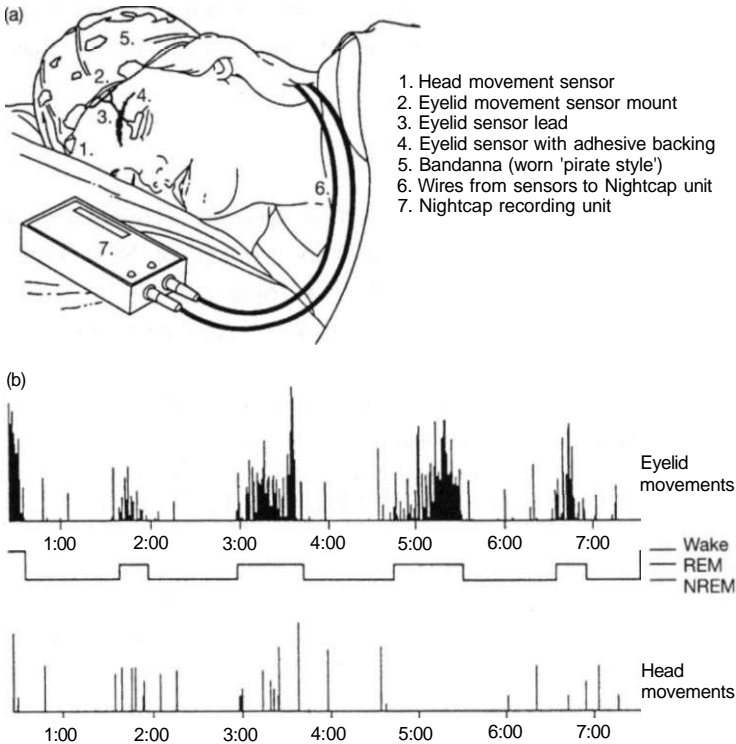 (a)
5.
2.
4.
3.
1.
6.
7.
1. Head movement sensor
2. Eyelid movement sensor mount
3. Eyelid sensor lead
4. Eyelid sensor with adhesive backing
5. Bandanna (worn 'pirate style')
6. Wires from sensors to Nightcap unit
7. Nightcap recording unit
(b)
Eyelid
movements
1:00 2:00 3:00 4:00 5:00 6:00 7:00
Wake
REM
NREM
Head
movements
1:00 2:00 3:00 4:00 5:00 6:00 7:00